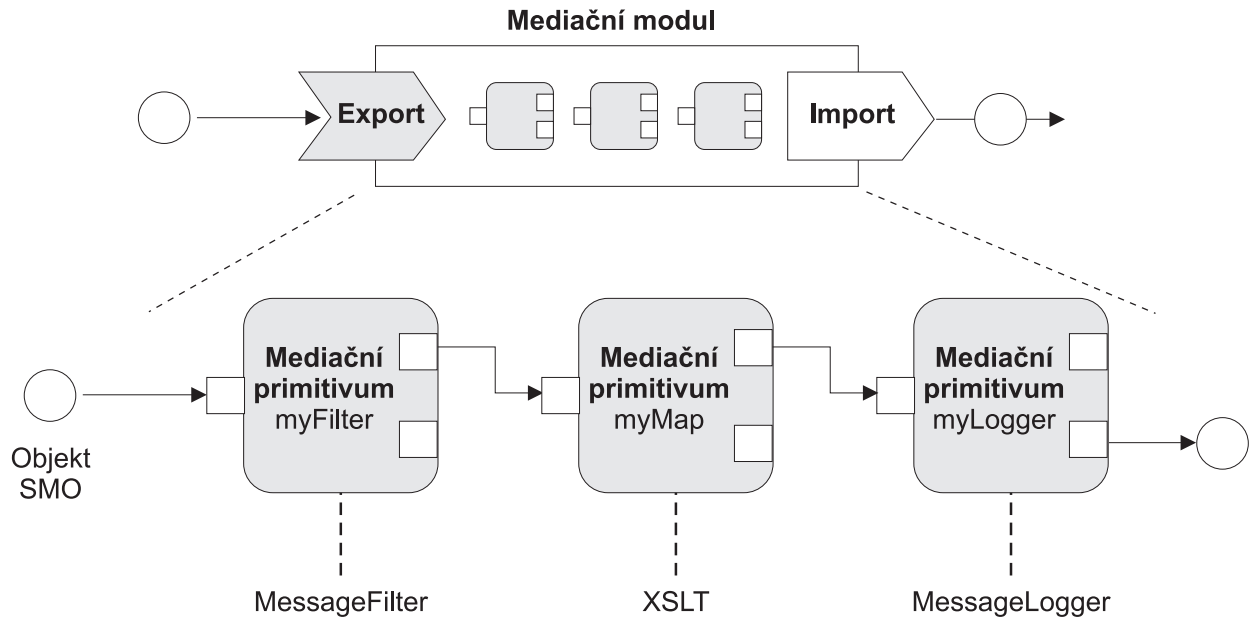 Mediační modul
Export
Import
Mediační
primitivum
myFilter
Mediační
primitivum
myMap
Mediační
primitivum
myLogger
Objekt
SMO
MessageFilter
XSLT
MessageLogger